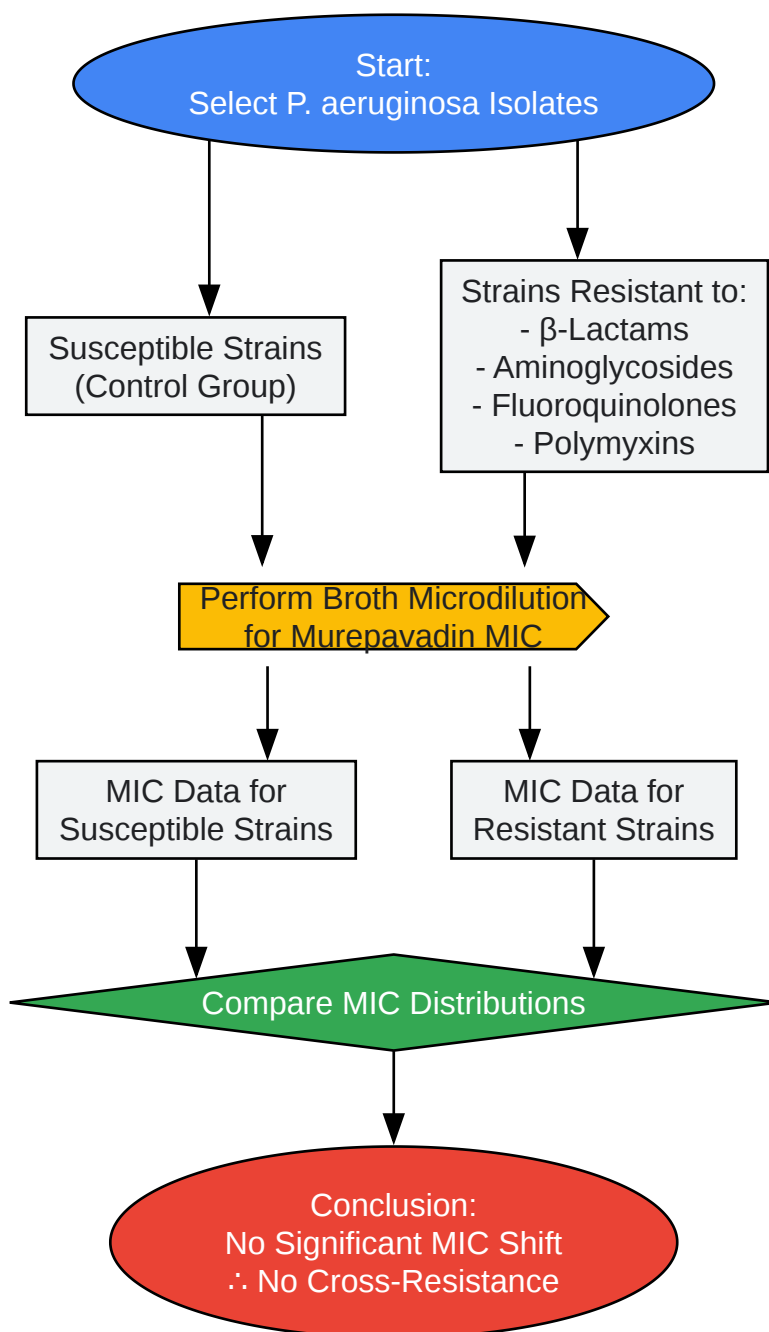 Start:
Select P. aeruginosa Isolates
Susceptible Strains
(Control Group)
Strains Resistant to:
- β-Lactams
- Aminoglycosides
- Fluoroquinolones
- Polymyxins
Perform Broth Microdilution
for Murepavadin MIC
MIC Data for
Susceptible Strains
MIC Data for
Resistant Strains
Compare MIC Distributions
Conclusion:
No Significant MIC Shift
∴ No Cross-Resistance